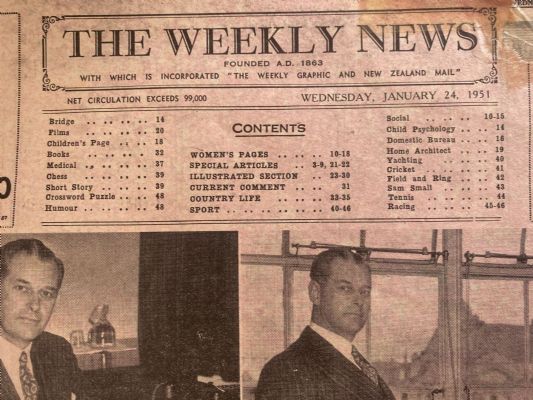 THE WEEKLY NEWS
FOUNDED A.D. 1863
WITH WHICH IS INCORPORATED "THE WEEKLY GRAPHIC AND NEW ZEALAND MAIL"
NET CIRCULATION EXCEEDS 99,000 WEDNESDAY, JANUARY 24, 1951
Bridge .. .. .. .. .. 14
Films .. .. .. .. .. 20
Children's Page .. .. 18
Books .. .. .. .. .. 32
Medical .. .. .. .. 37
Chess .. .. .. .. .. 39
Short Story .. .. .. 39
Crossword Puzzle .. .. 48
Humour .. .. .. .. 48
CONTENTS
WOMEN'S PAGES .. .. .. 10-18
SPECIAL ARTICLES .. 3-9, 21-22
ILLUSTRATED SECTION .. 23-30
CURRENT COMMENT .. .. 31
COUNTRY LIFE .. .. .. 33-35
SPORT .. .. .. .. .. 40-46
Social .. .. .. .. .. 10-15
Child Psychology .. .. 14
Domestic Bureau .. .. 16
Home Architect .. .. 19
Yachting .. .. .. .. 40
Cricket .. .. .. .. 41
Field and Ring .. .. 42
Sam Small .. .. .. .. 43
Tennis .. .. .. .. .. 44
Racing .. .. .. .. 45-46